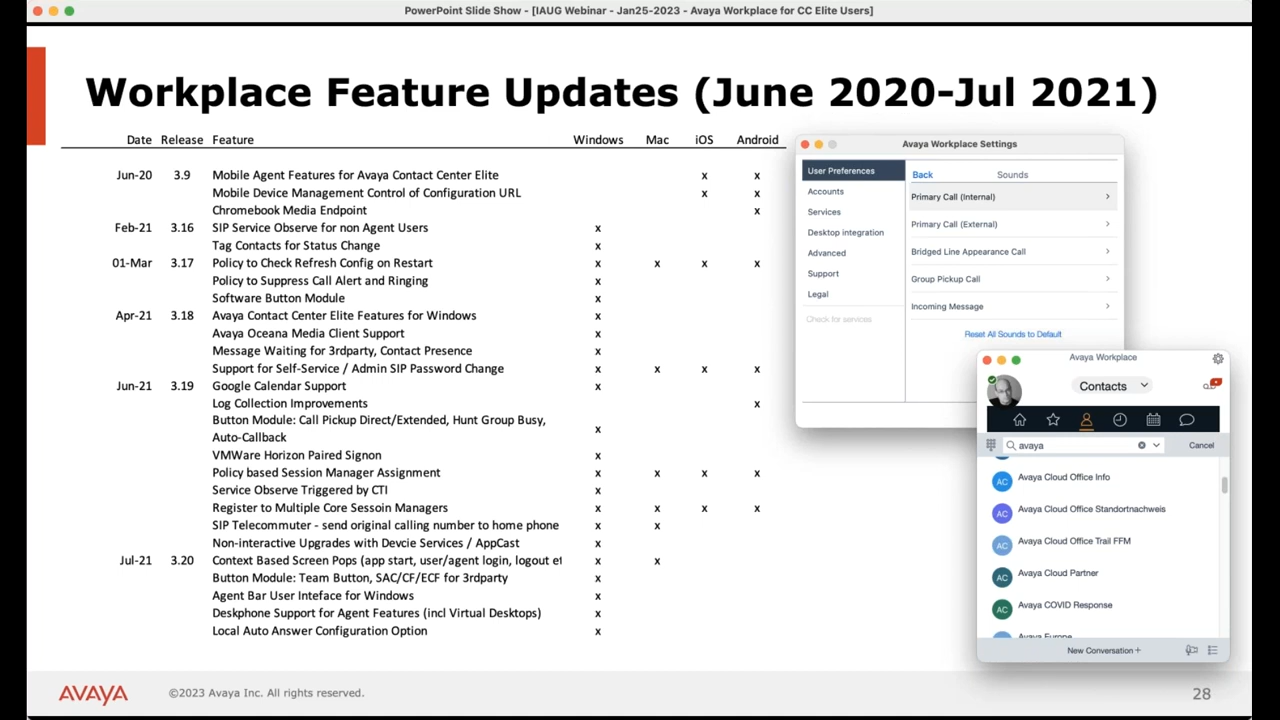 PowerPoint Slide Show - [IAUG Webinar - Jan25-2023 - Avaya Workplace for CC Elite Users]
Workplace Feature Updates (June 2020-Jul 2021)
Date Release Feature Windows Mac iOS Android
Jun-20 3.9 Mobile Agent Features for Avaya Contact Center Elite x x
Mobile Device Management Control of Configuration URL x x
Chromebook Media Endpoint x
Feb-21 3.16 SIP Service Observe for non Agent Users x
Tag Contacts for Status Change x
01-Mar 3.17 Policy to Check Refresh Config on Restart x x x x
Policy to Suppress Call Alert and Ringing x
Software Button Module x
Apr-21 3.18 Avaya Contact Center Elite Features for Windows x
Avaya Oceana Media Client Support x
Message Waiting for 3rdparty, Contact Presence x
Support for Self-Service / Admin SIP Password Change x x x x
Jun-21 3.19 Google Calendar Support x
Log Collection Improvements x
Button Module: Call Pickup Direct/Extended, Hunt Group Busy,
Auto-Callback x
VMWare Horizon Paired Signon x
Policy based Session Manager Assignment x x x x
Service Observe Triggered by CTI x
Register to Multiple Core Sessoin Managers x x x x
SIP Telecommuter - send original calling number to home phone x x
Non-interactive Upgrades with Devcie Services / AppCast x
Jul-21 3.20 Context Based Screen Pops (app start, user/agent login, logout et x x
Button Module: Team Button, SAC/CF/ECF for 3rdparty x
Agent Bar User Inteface for Windows x
Deskphone Support for Agent Features (incl Virtual Desktops) x
Local Auto Answer Configuration Option x
Avaya Workplace Settings
User Preferences
Accounts
Services
Desktop integration
Advanced
Support
Legal
Check for services
Back Sounds
Primary Call (Internal)
Primary Call (External)
Bridged Line Appearance Call
Group Pickup Call
Incoming Message
Reset All Sounds to Default
Avaya Workplace
Contacts
avaya Cancel
AC Avaya Cloud Office Info
AC Avaya Cloud Office Standortnachweis
AC Avaya Cloud Office Trail FFM
AC Avaya Cloud Partner
AC Avaya COVID Response
Avaya Europe
New Conversation +
AVAYA ©2023 Avaya Inc. All rights reserved. 28